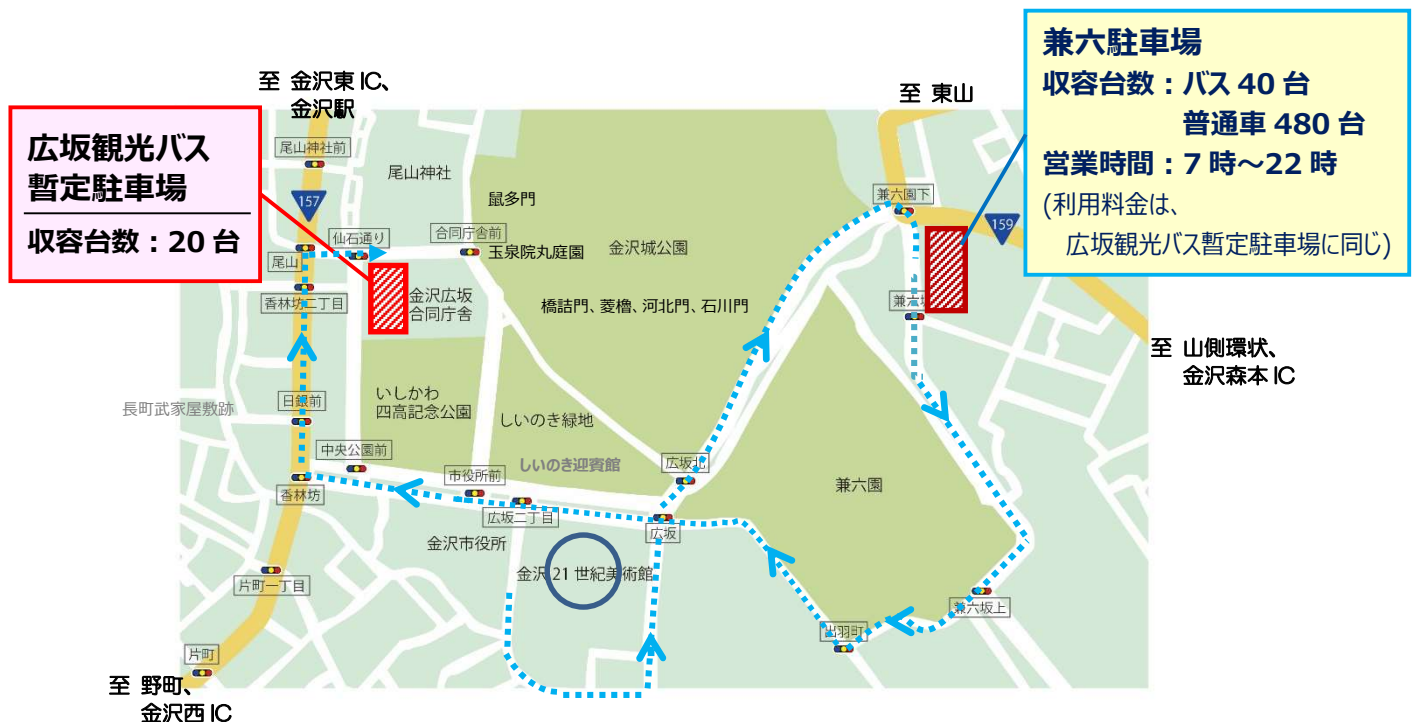 至 金沢東 IC、
金沢駅
広坂観光バス
暫定駐車場
収容台数：20 台
兼六駐車場
収容台数：バス 40 台
普通車 480 台
営業時間：7 時～22 時
(利用料金は、
広坂観光バス暫定駐車場に同じ)
至 東山
尾山神社前
尾山神社
鼠多門
兼六園下
157
159
仙石通り
合同庁舎前
玉泉院丸庭園
金沢城公園
尾山
香林坊二丁目
金沢広坂
合同庁舎
橋詰門、菱櫓、河北門、石川門
至 山側環状、
金沢森本 IC
長町武家屋敷跡
日銀前
いしかわ
四高記念公園
しいのき緑地
中央公園前
しいのき迎賓館
市役所前
広坂北
兼六園
香林坊
広坂二丁目
広坂
金沢市役所
金沢 21 世紀美術館
片町一丁目
兼六坂上
出羽町
片町
至 野町、
金沢西 IC